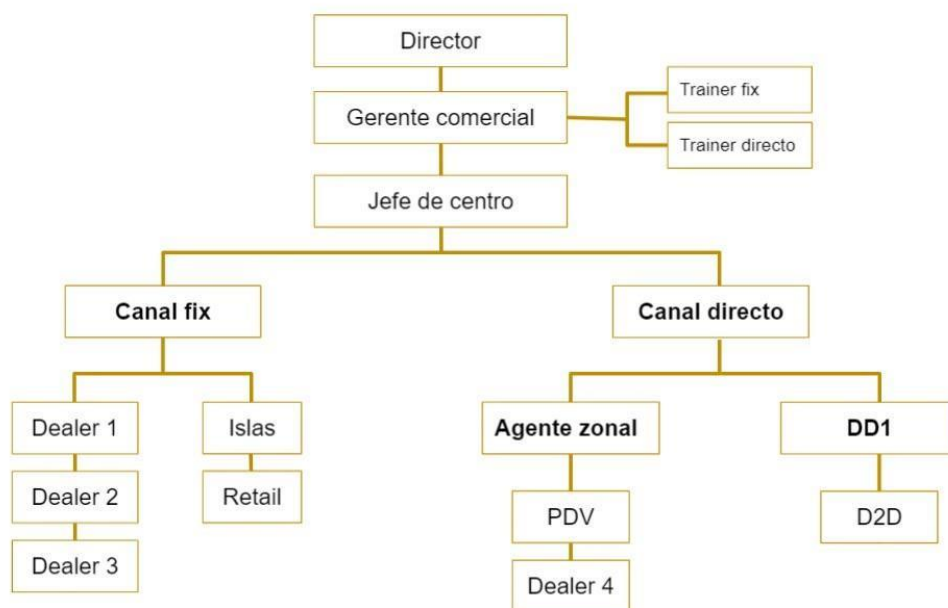 Director
Gerente comercial
Trainer fix
Trainer directo
Jefe de centro
Canal fix
Canal directo
Dealer 1
Islas
Agente zonal
DD1
Dealer 2
Retail
PDV
D2D
Dealer 3
Dealer 4